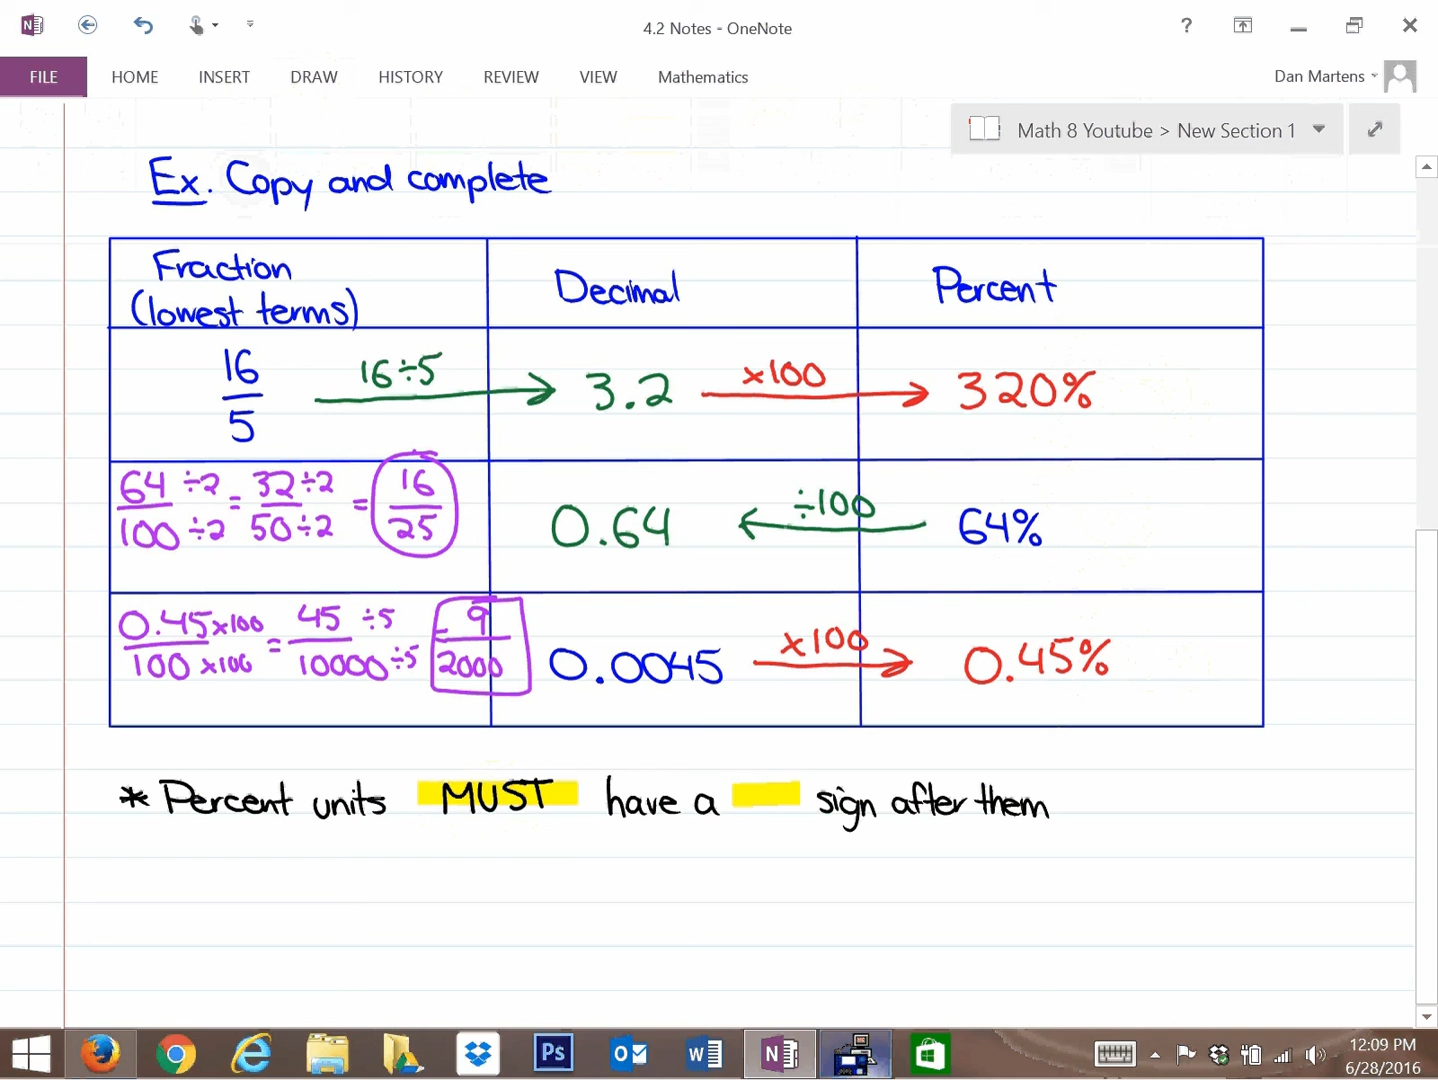 4.2 Notes - OneNote
?
FILE HOME INSERT DRAW HISTORY REVIEW VIEW Mathematics
Dan Martens
Math 8 Youtube > New Section 1
Ex. Copy and complete
Fraction
(lowest terms)
Decimal
Percent
16/5 16÷5 3.2 ×100 320%
64/100 ÷2/÷2 = 32/50 ÷2/÷2 = 16/25
0.64 ÷100 64%
0.45/100 ×100/×100 = 45/10000 ÷5/÷5 = 9/2000
0.0045 ×100 0.45%
* Percent units MUST have a sign after them
Ps
12:09 PM
6/28/2016